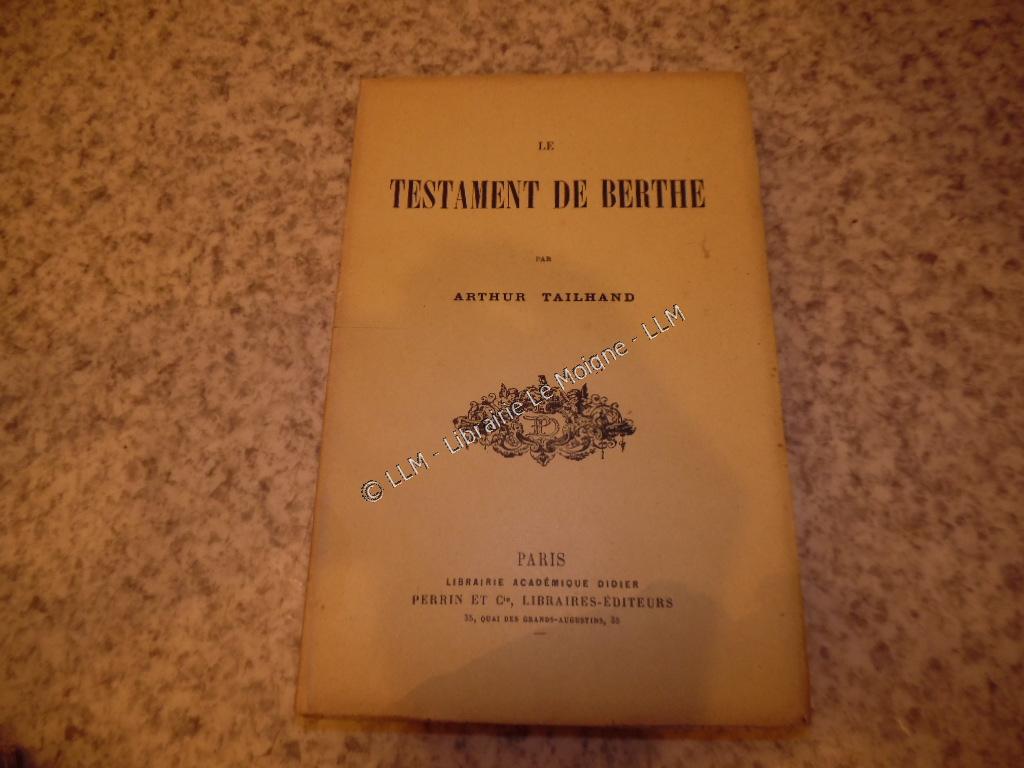 LE
TESTAMENT DE BERTHE
PAR
ARTHUR TAILHAND
© LLM - Librairie Le Moigne - LLM
P
PARIS
LIBRAIRIE ACADÉMIQUE DIDIER
PERRIN ET Cie, LIBRAIRES-ÉDITEURS
35, QUAI DES GRANDS-AUGUSTINS, 35